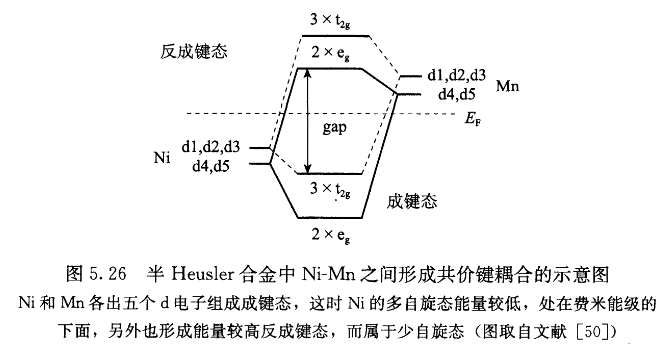 3×t2g
反成键态
2×eg
d1,d2,d3
Mn
d4,d5
EF
gap
d1,d2,d3
Ni
d4,d5
3×t2g
成键态
2×eg
图 5.26 半 Heusler 合金中 Ni-Mn 之间形成共价键耦合的示意图
Ni 和 Mn 各出五个 d 电子组成成键态，这时 Ni 的多自旋态能量较低，处在费米能级的
下面，另外也形成能量较高反成键态，而属于少自旋态（图取自文献［50］）